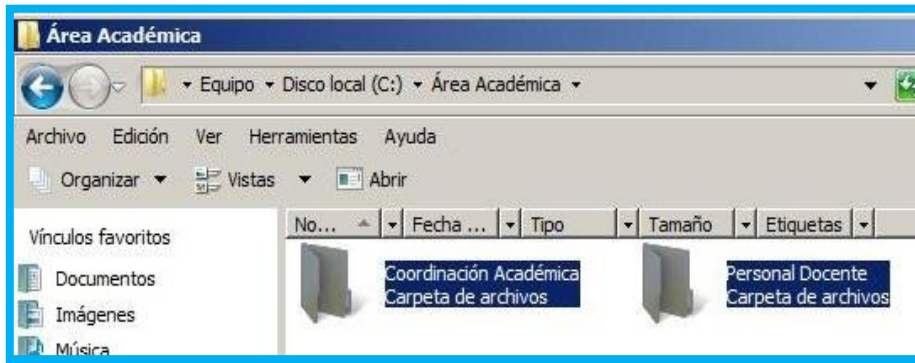 Área Académica
Equipo Disco local (C:) Área Académica
Archivo Edición Ver Herramientas Ayuda
Organizar Vistas Abrir
Vínculos favoritos
Documentos
Imágenes
Música
No... Fecha ... Tipo Tamaño Etiquetas
Coordinación Académica
Carpeta de archivos
Personal Docente
Carpeta de archivos